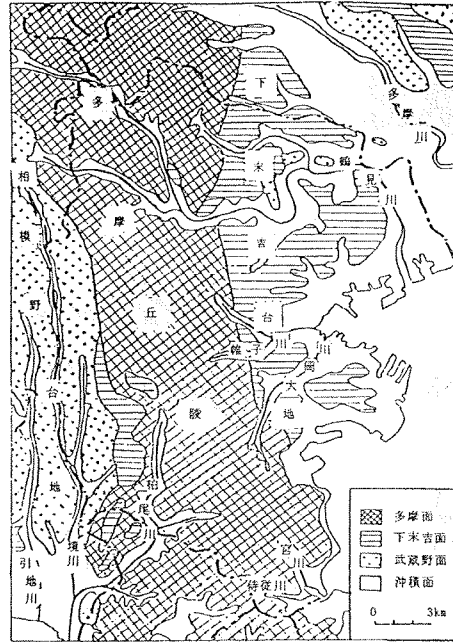 多摩丘陵
下末吉台地
相模野台地
多摩川
鶴見川
帷子川
大岡川
柏尾川
境川
引地川
宮川
侍従川
多摩面
下末吉面
武蔵野面
沖積面
0 3km